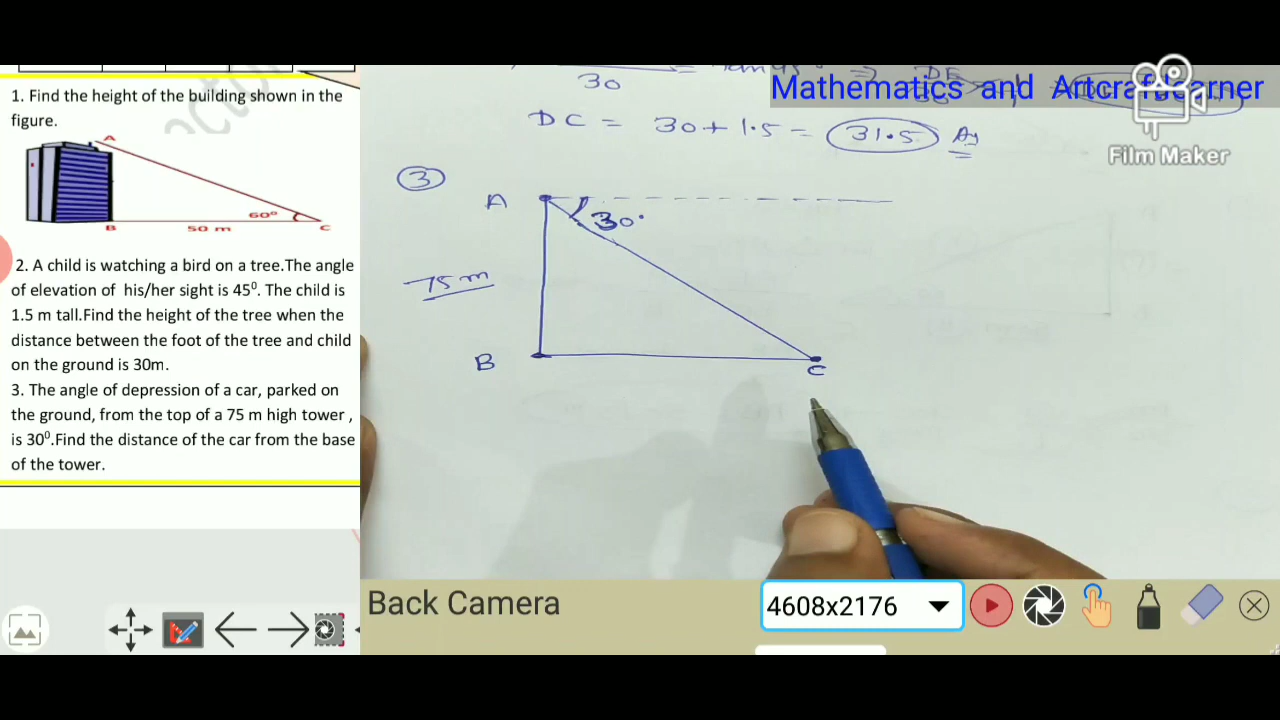 1. Find the height of the building shown in the
figure.
A
60°
B
50 m
C
2. A child is watching a bird on a tree.The angle
of elevation of his/her sight is 45⁰. The child is
1.5 m tall.Find the height of the tree when the
distance between the foot of the tree and child
on the ground is 30m.
3. The angle of depression of a car, parked on
the ground, from the top of a 75 m high tower ,
is 30⁰.Find the distance of the car from the base
of the tower.
30
Mathematics and Artcraft learner
Film Maker
DC = 30 + 1.5 = 31.5
3
A
30°
75 m
B
C
Back Camera
4608x2176